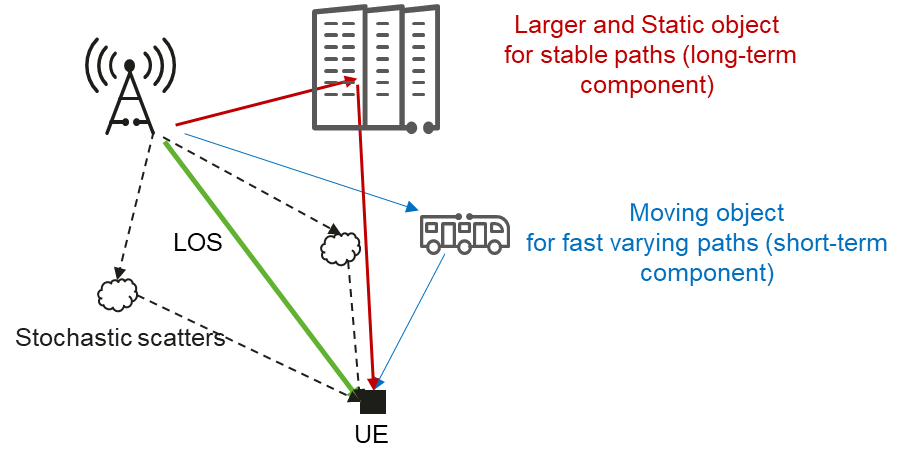 Larger and Static object
for stable paths (long-term
component)
Moving object
for fast varying paths (short-term
component)
LOS
Stochastic scatters
UE